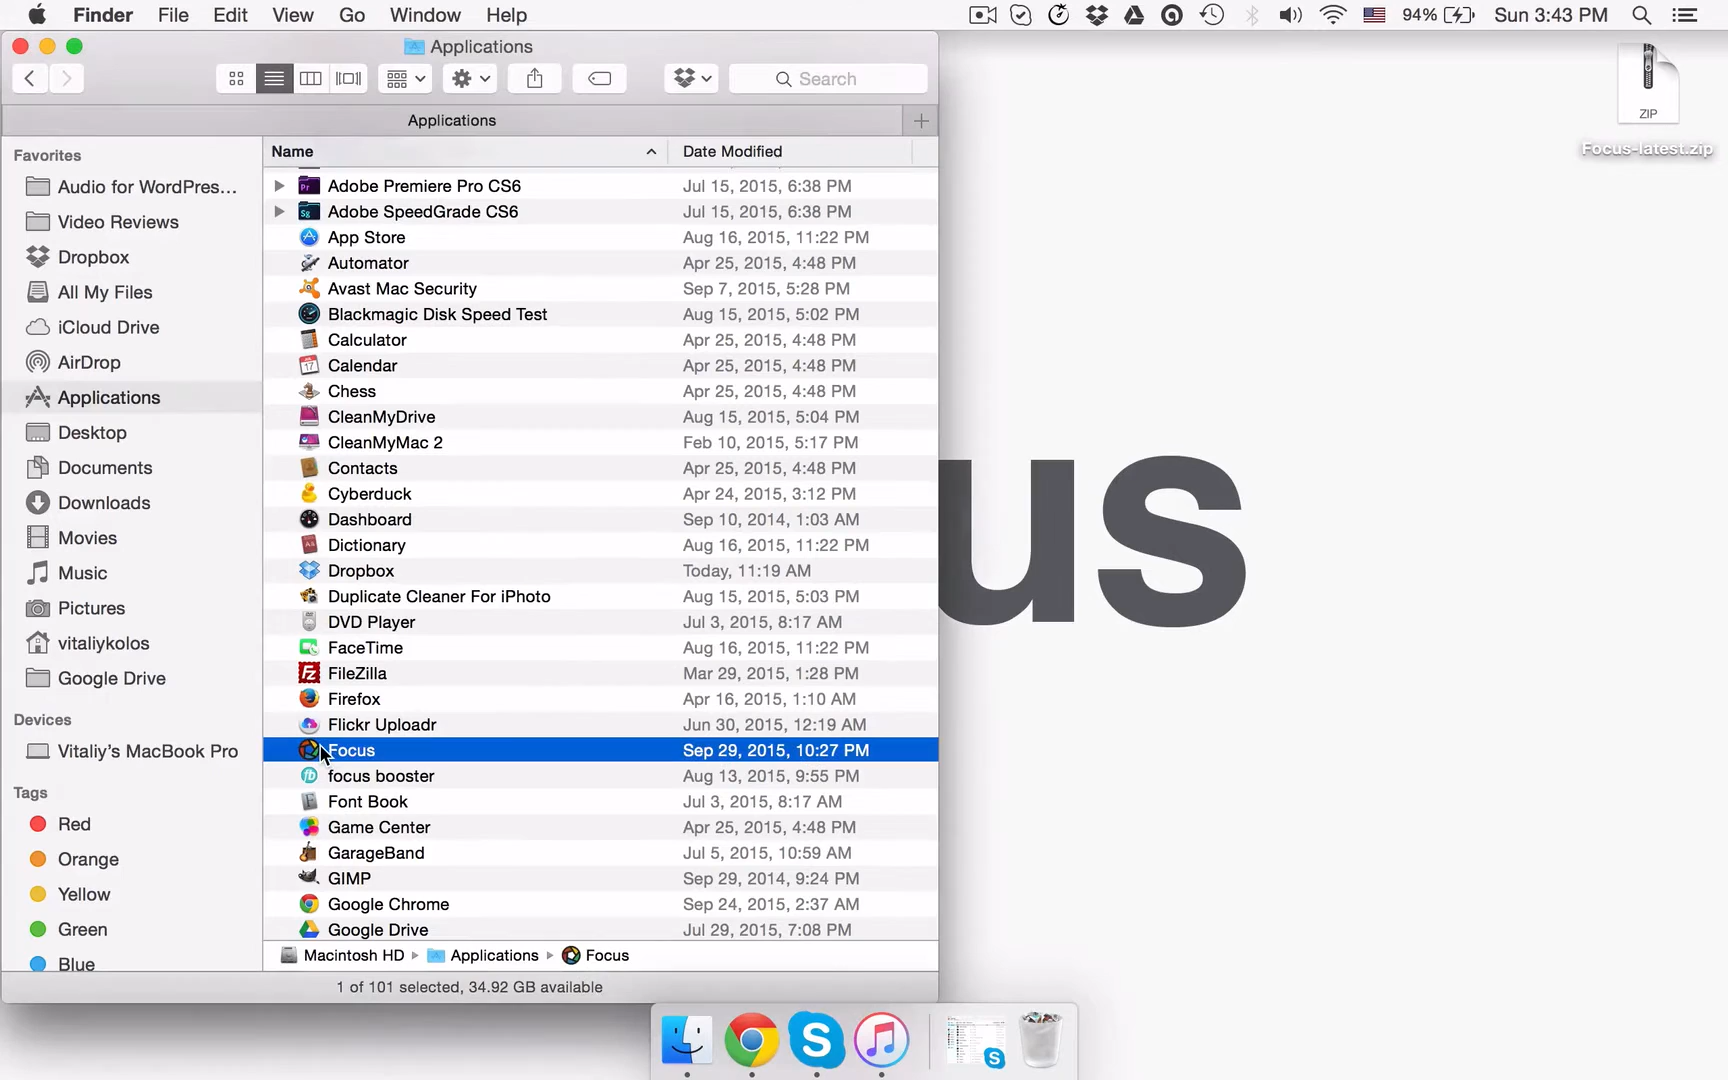 Finder File Edit View Go Window Help 94% Sun 3:43 PM
Applications
Search
Applications
Favorites
Audio for WordPres...
Video Reviews
Dropbox
All My Files
iCloud Drive
AirDrop
Applications
Desktop
Documents
Downloads
Movies
Music
Pictures
vitaliykolos
Google Drive
Devices
Vitaliy's MacBook Pro
Tags
Red
Orange
Yellow
Green
Blue
Name Date Modified
Adobe Premiere Pro CS6 Jul 15, 2015, 6:38 PM
Adobe SpeedGrade CS6 Jul 15, 2015, 6:38 PM
App Store Aug 16, 2015, 11:22 PM
Automator Apr 25, 2015, 4:48 PM
Avast Mac Security Sep 7, 2015, 5:28 PM
Blackmagic Disk Speed Test Aug 15, 2015, 5:02 PM
Calculator Apr 25, 2015, 4:48 PM
Calendar Apr 25, 2015, 4:48 PM
Chess Apr 25, 2015, 4:48 PM
CleanMyDrive Aug 15, 2015, 5:04 PM
CleanMyMac 2 Feb 10, 2015, 5:17 PM
Contacts Apr 25, 2015, 4:48 PM
Cyberduck Apr 24, 2015, 3:12 PM
Dashboard Sep 10, 2014, 1:03 AM
Dictionary Aug 16, 2015, 11:22 PM
Dropbox Today, 11:19 AM
Duplicate Cleaner For iPhoto Aug 15, 2015, 5:03 PM
DVD Player Jul 3, 2015, 8:17 AM
FaceTime Aug 16, 2015, 11:22 PM
FileZilla Mar 29, 2015, 1:28 PM
Firefox Apr 16, 2015, 1:10 AM
Flickr Uploadr Jun 30, 2015, 12:19 AM
Focus Sep 29, 2015, 10:27 PM
focus booster Aug 13, 2015, 9:55 PM
Font Book Jul 3, 2015, 8:17 AM
Game Center Apr 25, 2015, 4:48 PM
GarageBand Jul 5, 2015, 10:59 AM
GIMP Sep 29, 2014, 9:24 PM
Google Chrome Sep 24, 2015, 2:37 AM
Google Drive Jul 29, 2015, 7:08 PM
Macintosh HD Applications Focus
1 of 101 selected, 34.92 GB available
ZIP
Focus-latest.zip
us